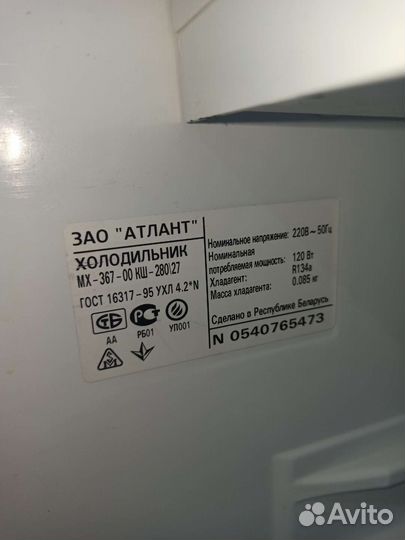 ЗАО "АТЛАНТ"
ХОЛОДИЛЬНИК
МХ-367-00 КШ-280/27
ГОСТ 16317-95 УХЛ 4.2*N
АА
РБ01
УП001
Номинальное напряжение: 220В ~ 50Гц
Номинальная
потребляемая мощность: 120 Вт
Хладагент: R134a
Масса хладагента: 0.085 кг
Сделано в Республике Беларусь
N 0540765473
Avito